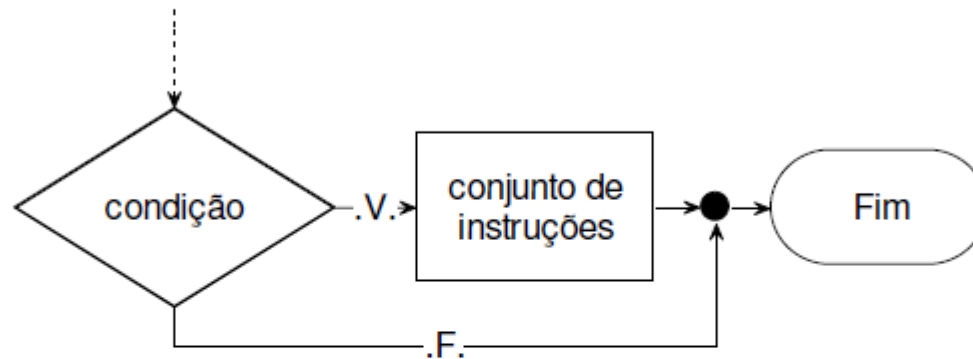 condição
.V.
conjunto de
instruções
Fim
.F.